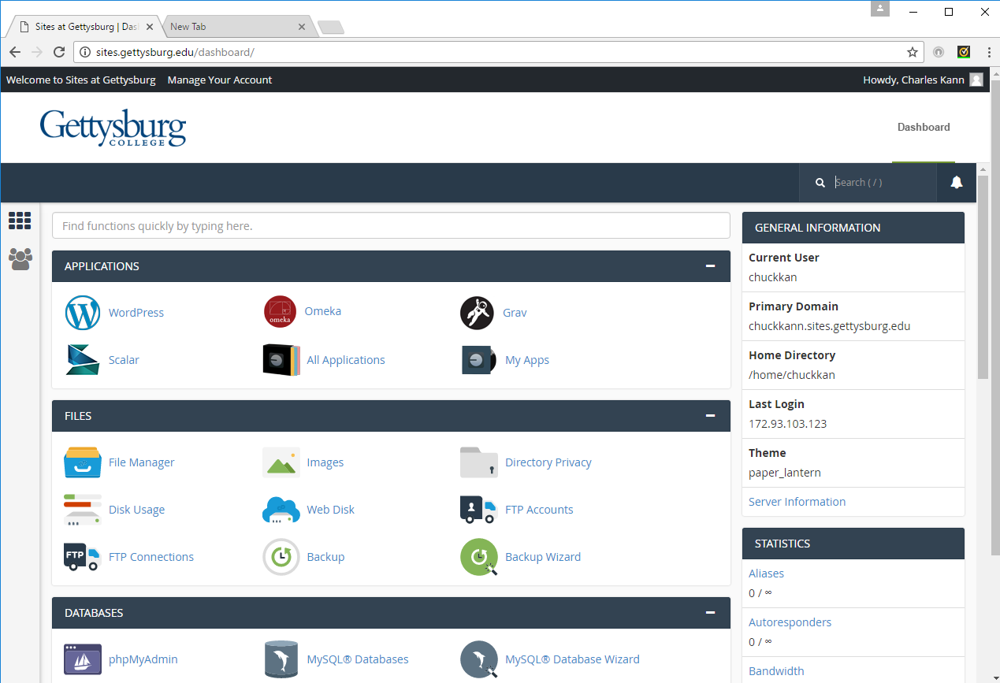 Sites at Gettysburg | Das
New Tab
sites.gettysburg.edu/dashboard/
Welcome to Sites at Gettysburg Manage Your Account Howdy, Charles Kann
Gettysburg
COLLEGE
Dashboard
Search ( / )
Find functions quickly by typing here.
APPLICATIONS
WordPress
omeka
Omeka
Grav
Scalar
All Applications
My Apps
FILES
File Manager
Images
Directory Privacy
Disk Usage
Web Disk
FTP Accounts
FTP
FTP Connections
Backup
Backup Wizard
DATABASES
phpMyAdmin
MySQL® Databases
MySQL® Database Wizard
GENERAL INFORMATION
Current User
chuckkan
Primary Domain
chuckkann.sites.gettysburg.edu
Home Directory
/home/chuckkan
Last Login
172.93.103.123
Theme
paper_lantern
Server Information
STATISTICS
Aliases
0 / ∞
Autoresponders
0 / ∞
Bandwidth